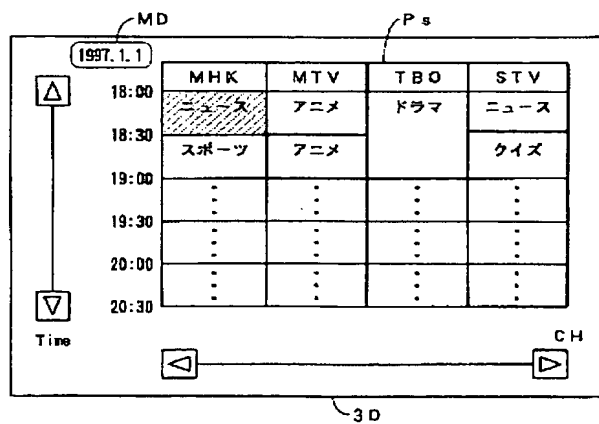 MD
Ps
1997.1.1
MHK MTV TBO STV
18:00
ニュース アニメ ドラマ ニュース
18:30
スポーツ アニメ クイズ
19:00
19:30
20:00
20:30
Time
CH
3D